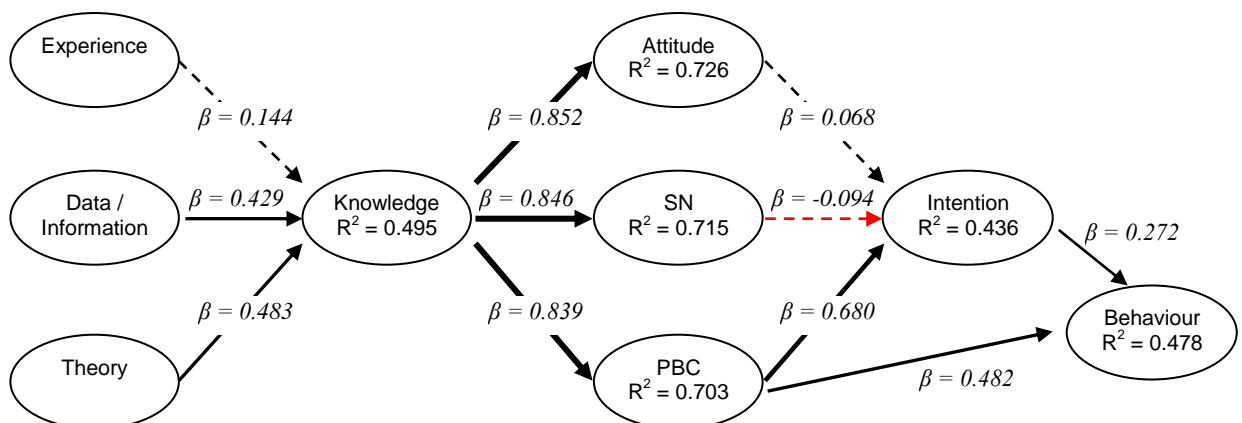 Experience
Attitude
R² = 0.726
β = 0.144
β = 0.852
β = 0.068
Data /
Information
β = 0.429
Knowledge
R² = 0.495
β = 0.846
SN
R² = 0.715
β = -0.094
Intention
R² = 0.436
β = 0.272
β = 0.483
β = 0.839
β = 0.680
Behaviour
R² = 0.478
Theory
PBC
R² = 0.703
β = 0.482